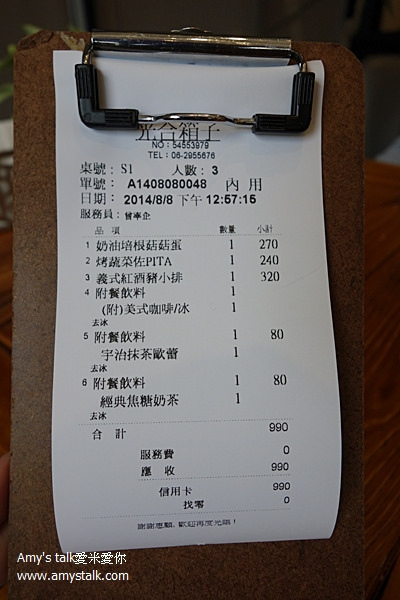 光合箱子
NO：54553979
TEL：06-2955676
桌號：S1 人數：3
單號：A1408080048 內用
日期：2014/8/8 下午 12:57:15
服務員：曾率企
品項 數量 小計
1 奶油培根菇菇蛋 1 270
2 烤蔬菜佐PITA 1 240
3 義式紅酒豬小排 1 320
4 附餐飲料 1
(附)美式咖啡/冰 1
去冰
5 附餐飲料 1 80
宇治抹茶歐蕾 1
去冰
6 附餐飲料 1 80
經典焦糖奶茶 1
去冰
合計 990
服務費 0
應收 990
信用卡 990
找零 0
謝謝惠顧，歡迎再度光臨！
Amy's talk愛米愛你
www.amystalk.com